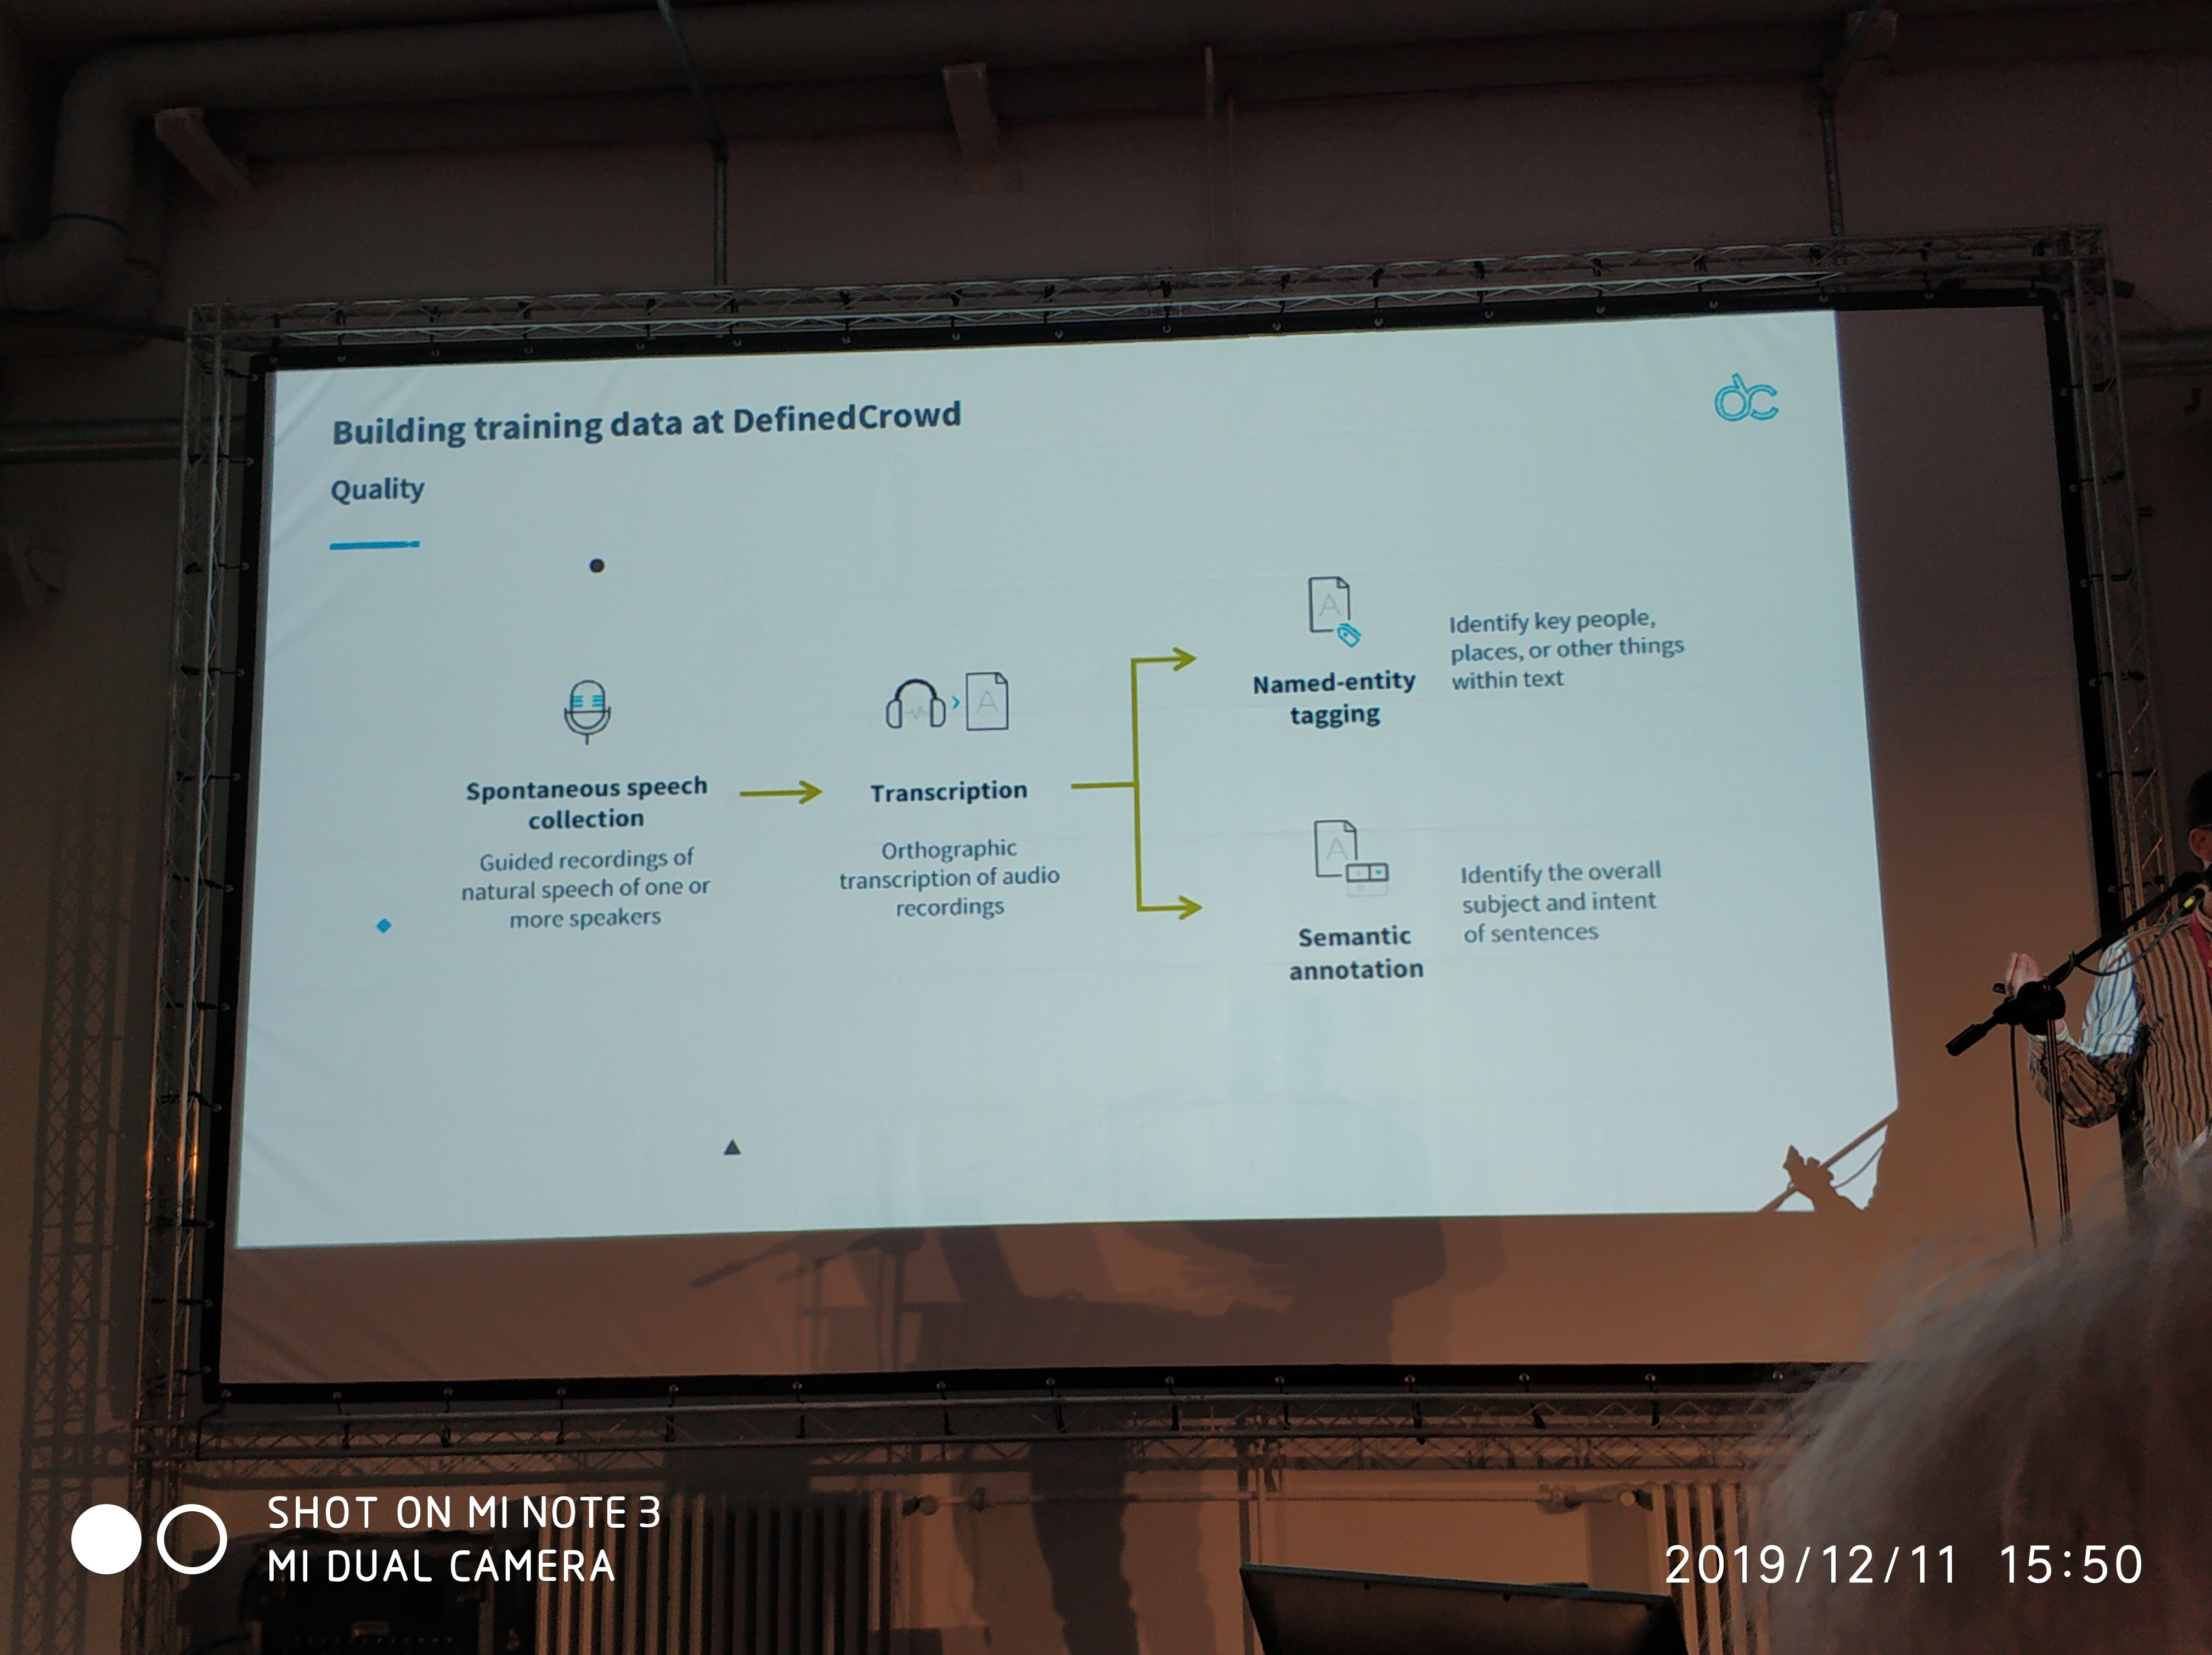 Building training data at DefinedCrowd
dc
Quality
Spontaneous speech
collection
Guided recordings of
natural speech of one or
more speakers
Transcription
Orthographic
transcription of audio
recordings
A
A
Named-entity
tagging
Identify key people,
places, or other things
within text
A
Semantic
annotation
Identify the overall
subject and intent
of sentences
SHOT ON MI NOTE 3
MI DUAL CAMERA
2019/12/11 15:50